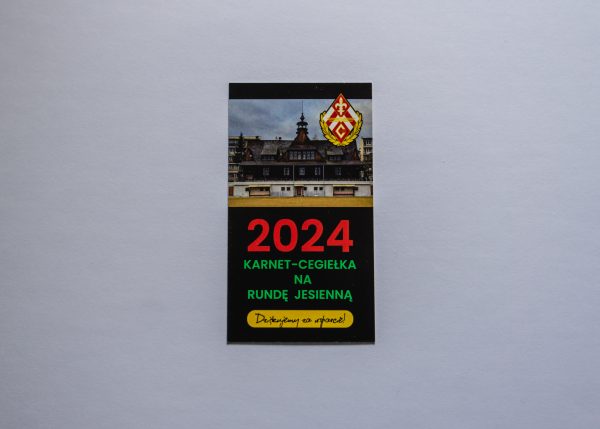 2024
KARNET-CEGIEŁKA
NA
RUNDĘ JESIENNĄ
Dziękujemy za wsparcie!